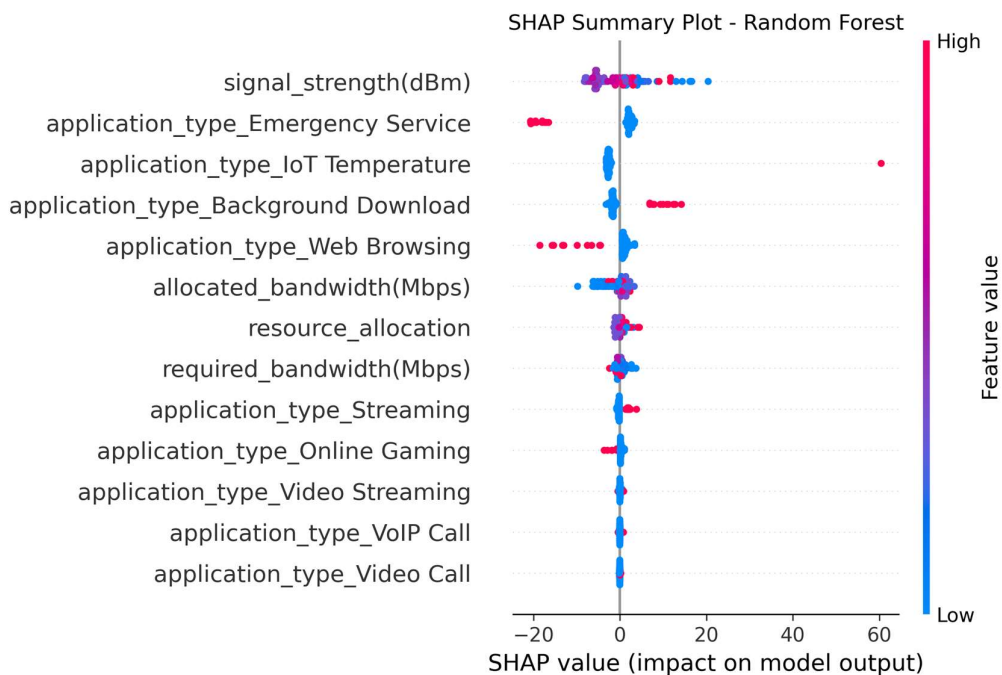 SHAP Summary Plot - Random Forest
High
signal_strength(dBm)
application_type_Emergency Service
application_type_IoT Temperature
application_type_Background Download
application_type_Web Browsing
allocated_bandwidth(Mbps)
resource_allocation
required_bandwidth(Mbps)
application_type_Streaming
application_type_Online Gaming
application_type_Video Streaming
application_type_VoIP Call
application_type_Video Call
Feature value
Low
−20 0 20 40 60
SHAP value (impact on model output)